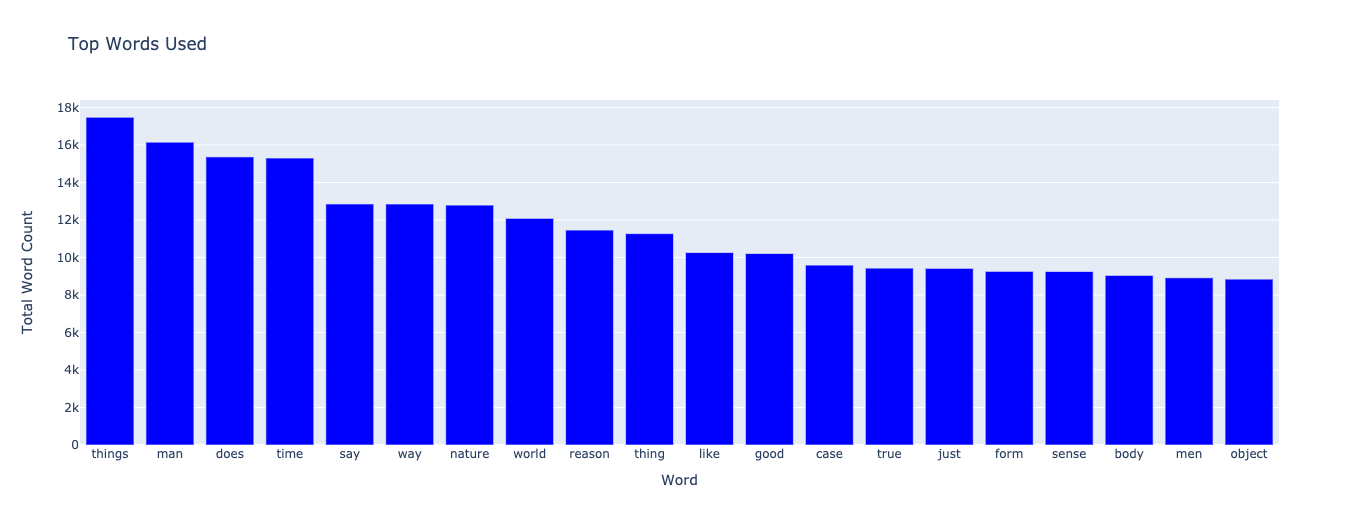 Top Words Used
Total Word Count
18k
16k
14k
12k
10k
8k
6k
4k
2k
0
things man does time say way nature world reason thing like good case true just form sense body men object
Word